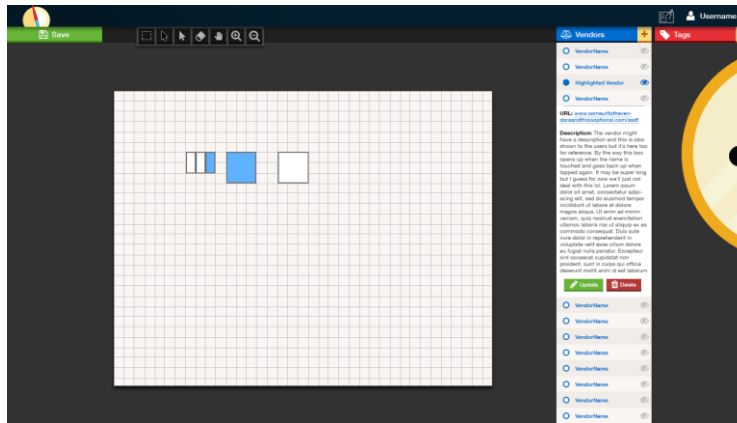 Username
Save
Vendors
+
Tags
VendorName
VendorName
Highlighted Vendor
VendorName
URL: www.someurltotheven-
doraandthisisoptional.com/asdf
Description: The vendor might
have a description and this is also
shown to the users but it's here too
for reference. By the way this box
opens up when the name is
touched and goes back up when
tapped again. It may be super long
but I guess for now we'll just not
deal with this lol. Lorem ipsum
dolor sit amet, consectetur adipi-
scing elit, sed do eiusmod tempor
incididunt ut labore et dolore
magna aliqua. Ut enim ad minim
veniam, quis nostrud exercitation
ullamco laboris nisi ut aliquip ex ea
commodo consequat. Duis aute
irure dolor in reprehenderit in
voluptate velit esse cillum dolore
eu fugiat nulla pariatur. Excepteur
sint occaecat cupidatat non
proident, sunt in culpa qui officia
deserunt mollit anim id est laborum
Update
Delete
VendorName
VendorName
VendorName
VendorName
VendorName
VendorName
VendorName
VendorName